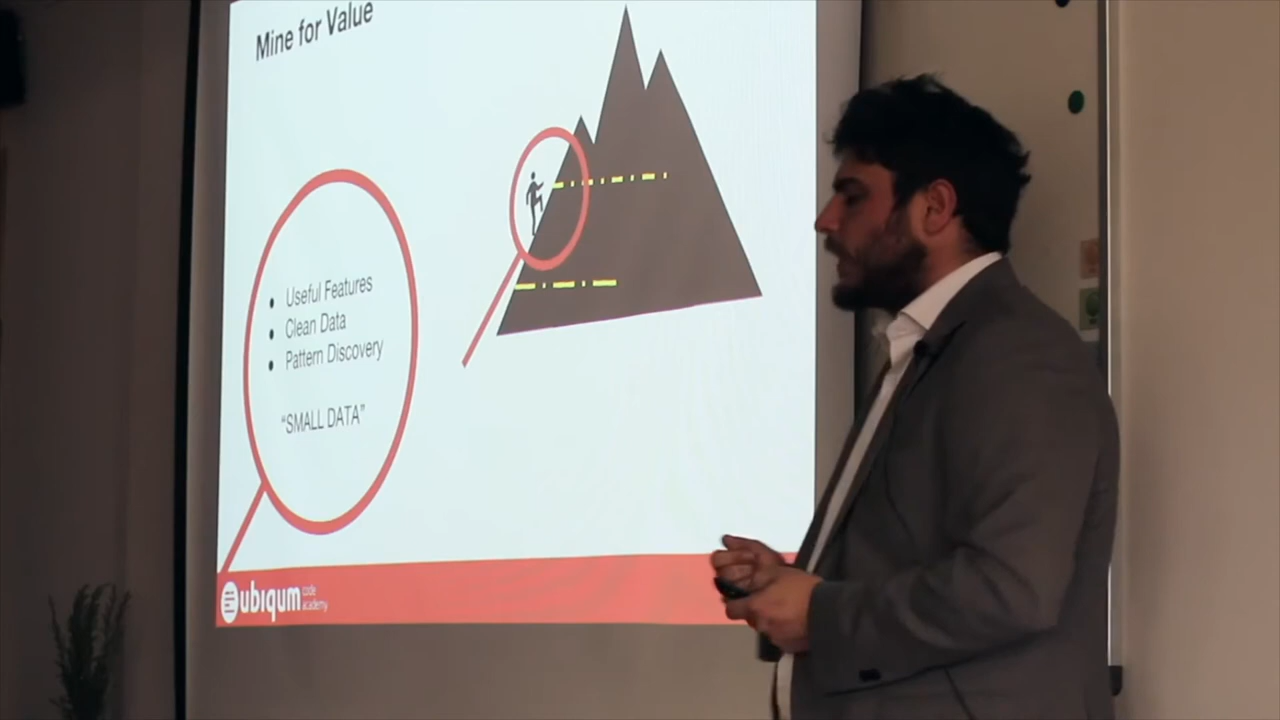 Mine for Value
Useful Features
Clean Data
Pattern Discovery
“SMALL DATA”
ubiqum code
academy